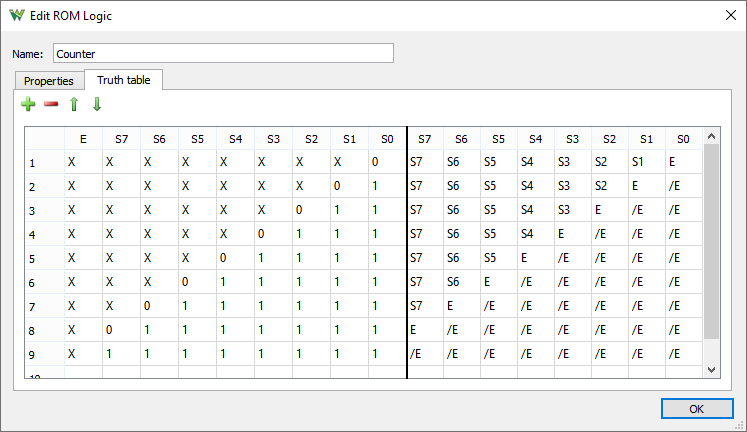 Edit ROM Logic
Name: Counter
Properties Truth table
E S7 S6 S5 S4 S3 S2 S1 S0 S7 S6 S5 S4 S3 S2 S1 S0
1 X X X X X X X X 0 S7 S6 S5 S4 S3 S2 S1 E
2 X X X X X X X 0 1 S7 S6 S5 S4 S3 S2 E /E
3 X X X X X X 0 1 1 S7 S6 S5 S4 S3 E /E /E
4 X X X X X 0 1 1 1 S7 S6 S5 S4 E /E /E /E
5 X X X X 0 1 1 1 1 S7 S6 S5 E /E /E /E /E
6 X X X 0 1 1 1 1 1 S7 S6 E /E /E /E /E /E
7 X X 0 1 1 1 1 1 1 S7 E /E /E /E /E /E /E
8 X 0 1 1 1 1 1 1 1 E /E /E /E /E /E /E /E
9 X 1 1 1 1 1 1 1 1 /E /E /E /E /E /E /E /E
10
OK